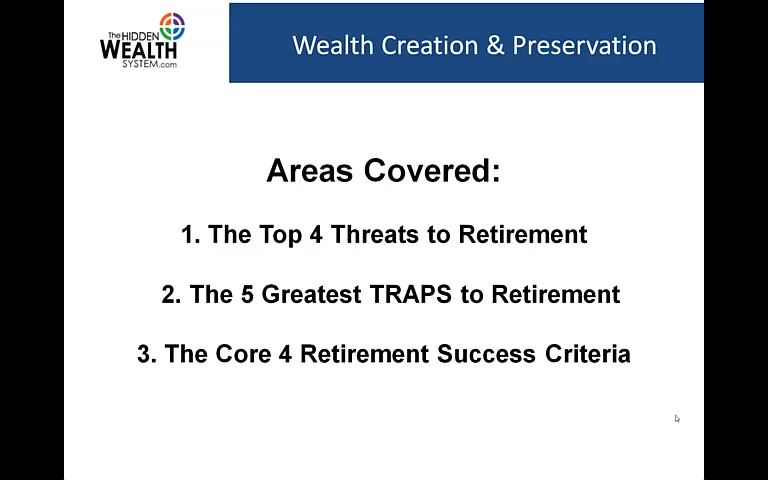 The HIDDEN
WEALTH
SYSTEM.com
Wealth Creation & Preservation
Areas Covered:
1. The Top 4 Threats to Retirement
2. The 5 Greatest TRAPS to Retirement
3. The Core 4 Retirement Success Criteria